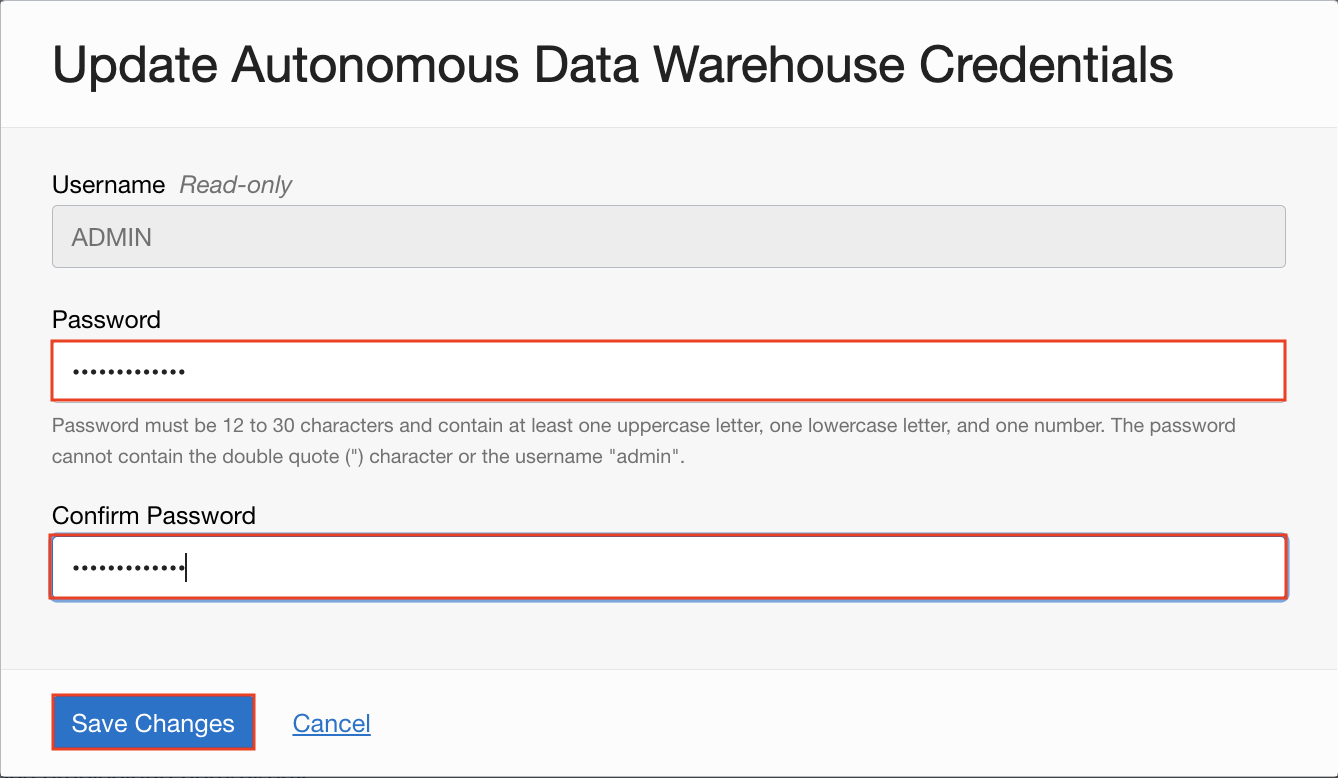 Update Autonomous Data Warehouse Credentials
Username Read-only
ADMIN
Password
•••••••••••••
Password must be 12 to 30 characters and contain at least one uppercase letter, one lowercase letter, and one number. The password
cannot contain the double quote (") character or the username "admin".
Confirm Password
•••••••••••••
Save Changes Cancel